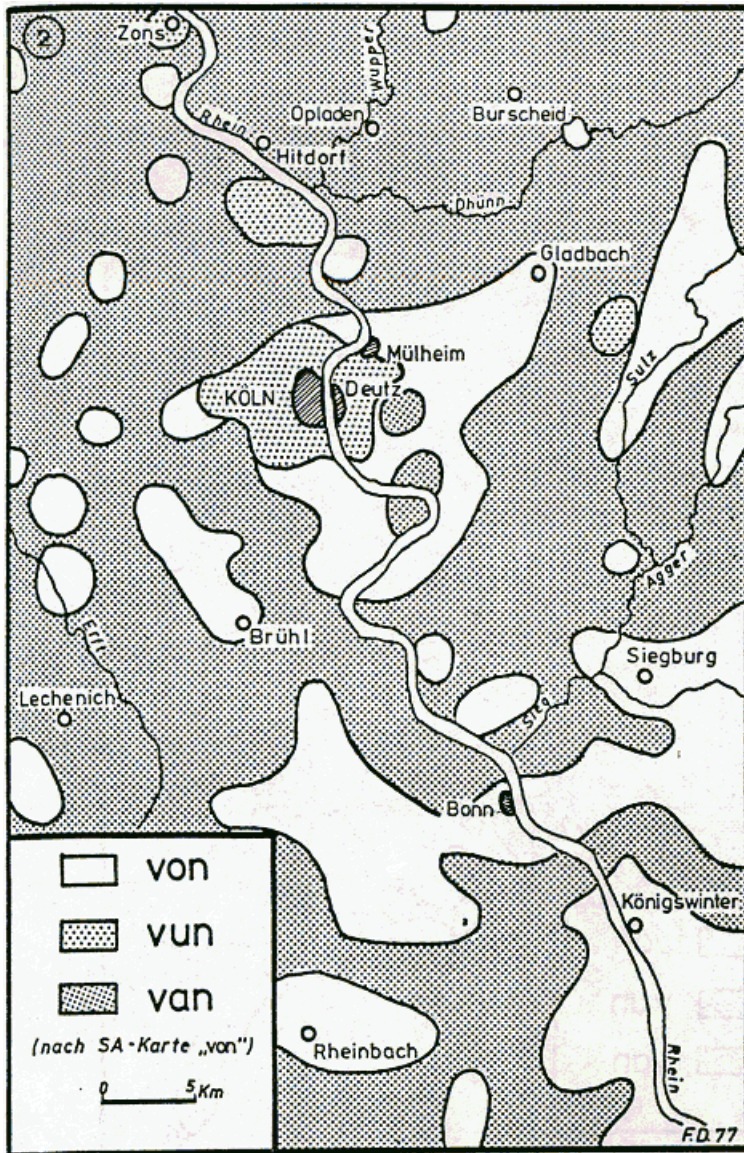 2
Zons
Wupper
Rhein
Opladen
Burscheid
Hitdorf
Dhünn
Gladbach
Mülheim
Sulz
KÖLN
Deutz
Agger
Erft
Brühl
Siegburg
Lechenich
Sieg
Bonn
von
Königswinter
vun
van
(nach SA-Karte „von")
Rheinbach
Rhein
0 5 Km
F.D.77